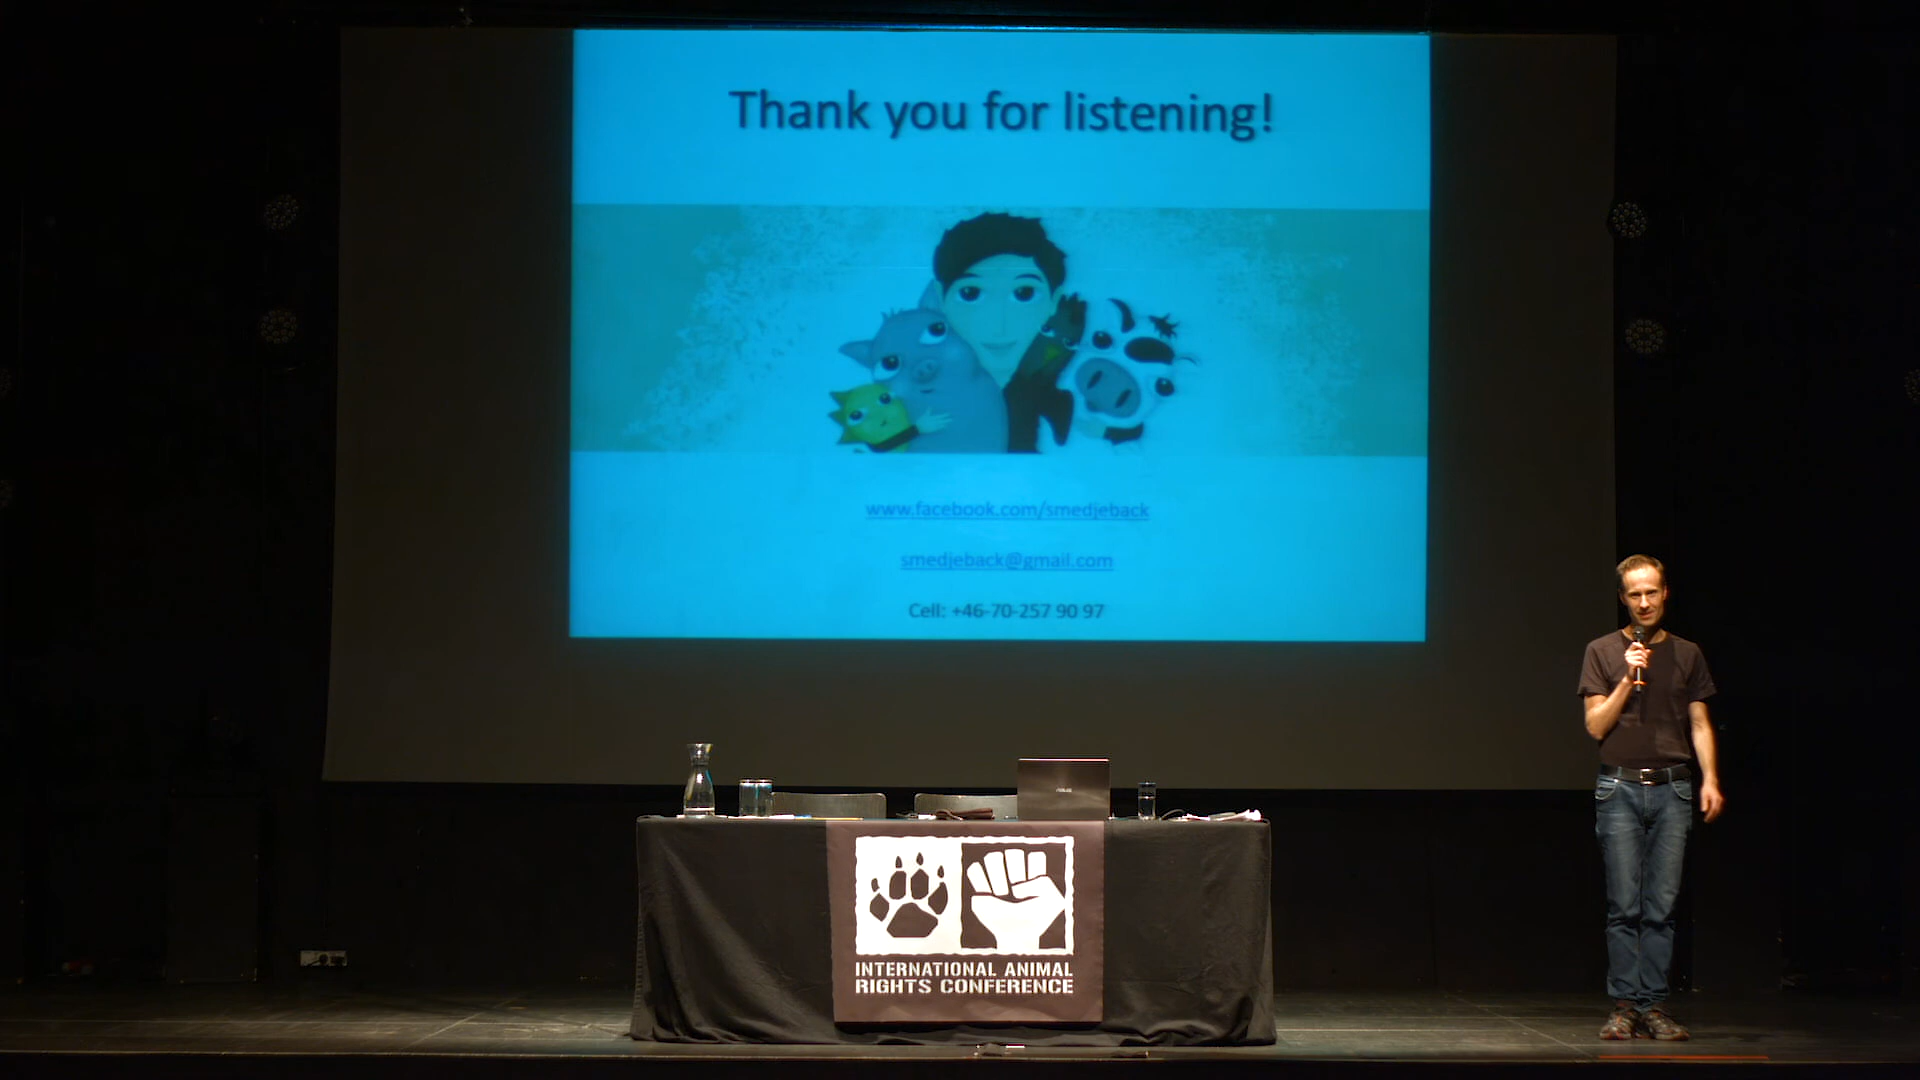 Thank you for listening!
www.facebook.com/smedjeback
smedjeback@gmail.com
Cell: +46-70-257 90 97
ASUS
INTERNATIONAL ANIMAL
RIGHTS CONFERENCE